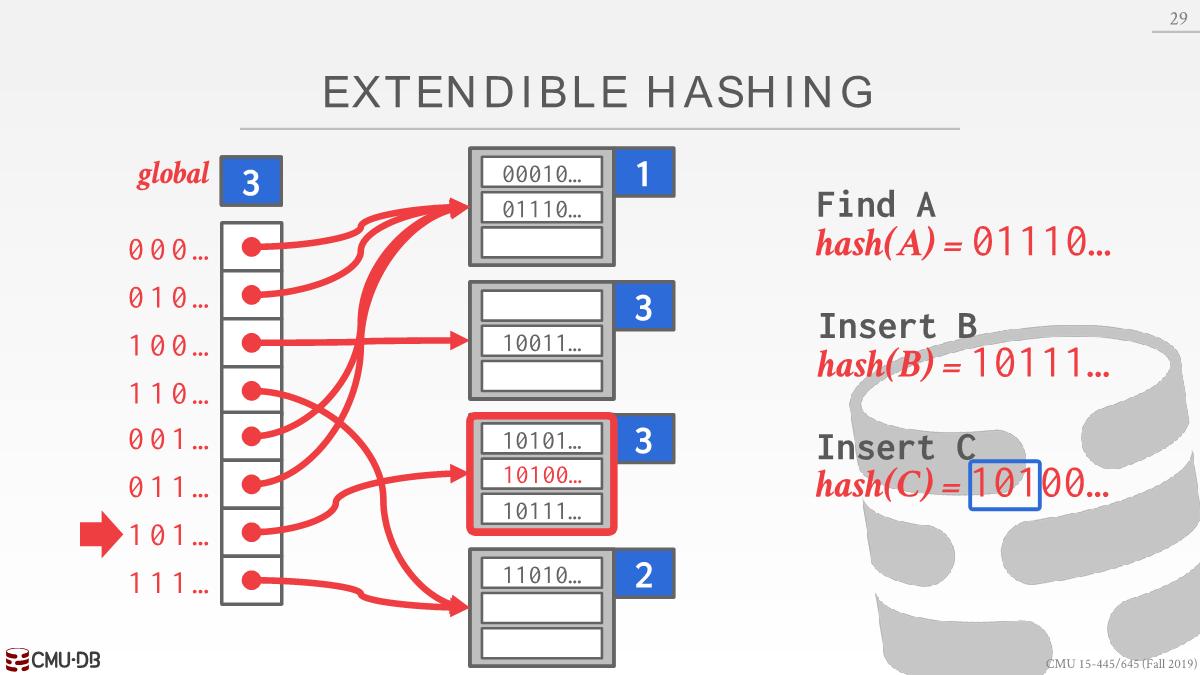 29
EXTENDIBLE HASHING
global 3
000…
010…
100…
110…
001…
011…
101…
111…
1
00010…
01110…
3
10011…
3
10101…
10100…
10111…
2
11010…
Find A
hash(A) = 01110…
Insert B
hash(B) = 10111…
Insert C
hash(C) = 10100…
CMU·DB
CMU 15-445/645 (Fall 2019)